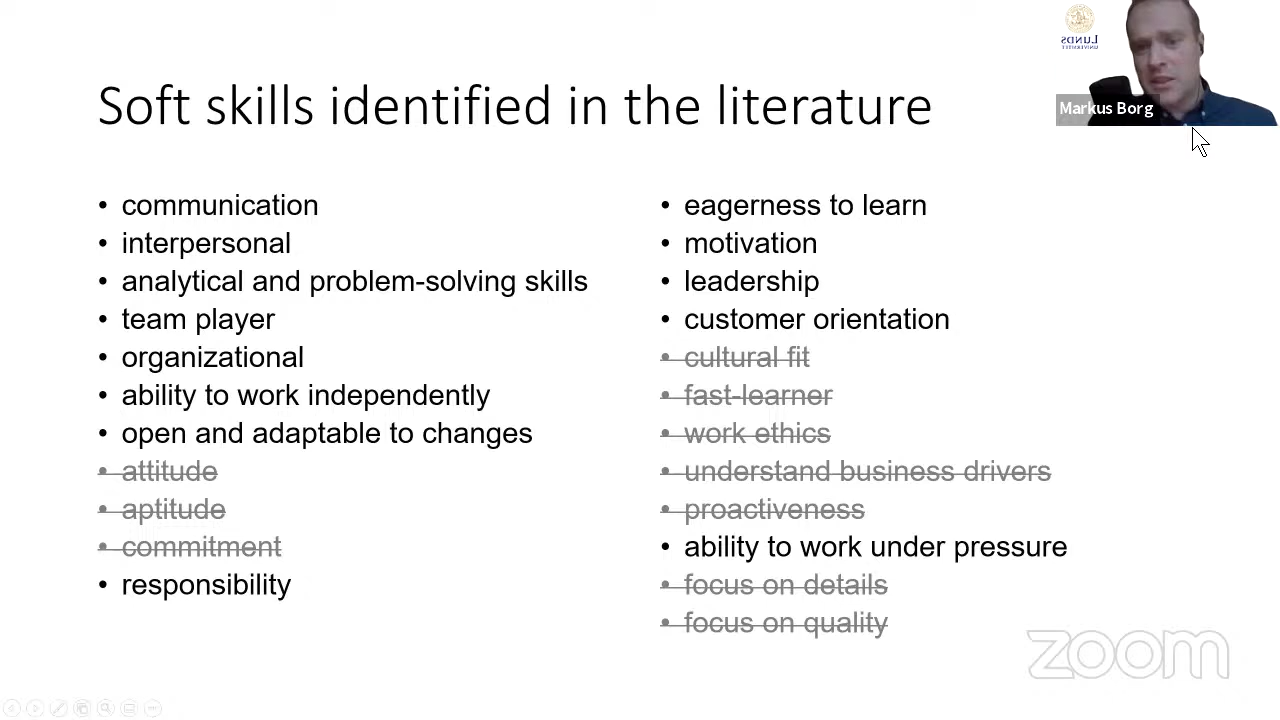 LUNDS
UNIVERSITET
Markus Borg
Soft skills identified in the literature
• communication
• interpersonal
• analytical and problem-solving skills
• team player
• organizational
• ability to work independently
• open and adaptable to changes
• attitude
• aptitude
• commitment
• responsibility
• eagerness to learn
• motivation
• leadership
• customer orientation
• cultural fit
• fast-learner
• work ethics
• understand business drivers
• proactiveness
• ability to work under pressure
• focus on details
• focus on quality
zoom